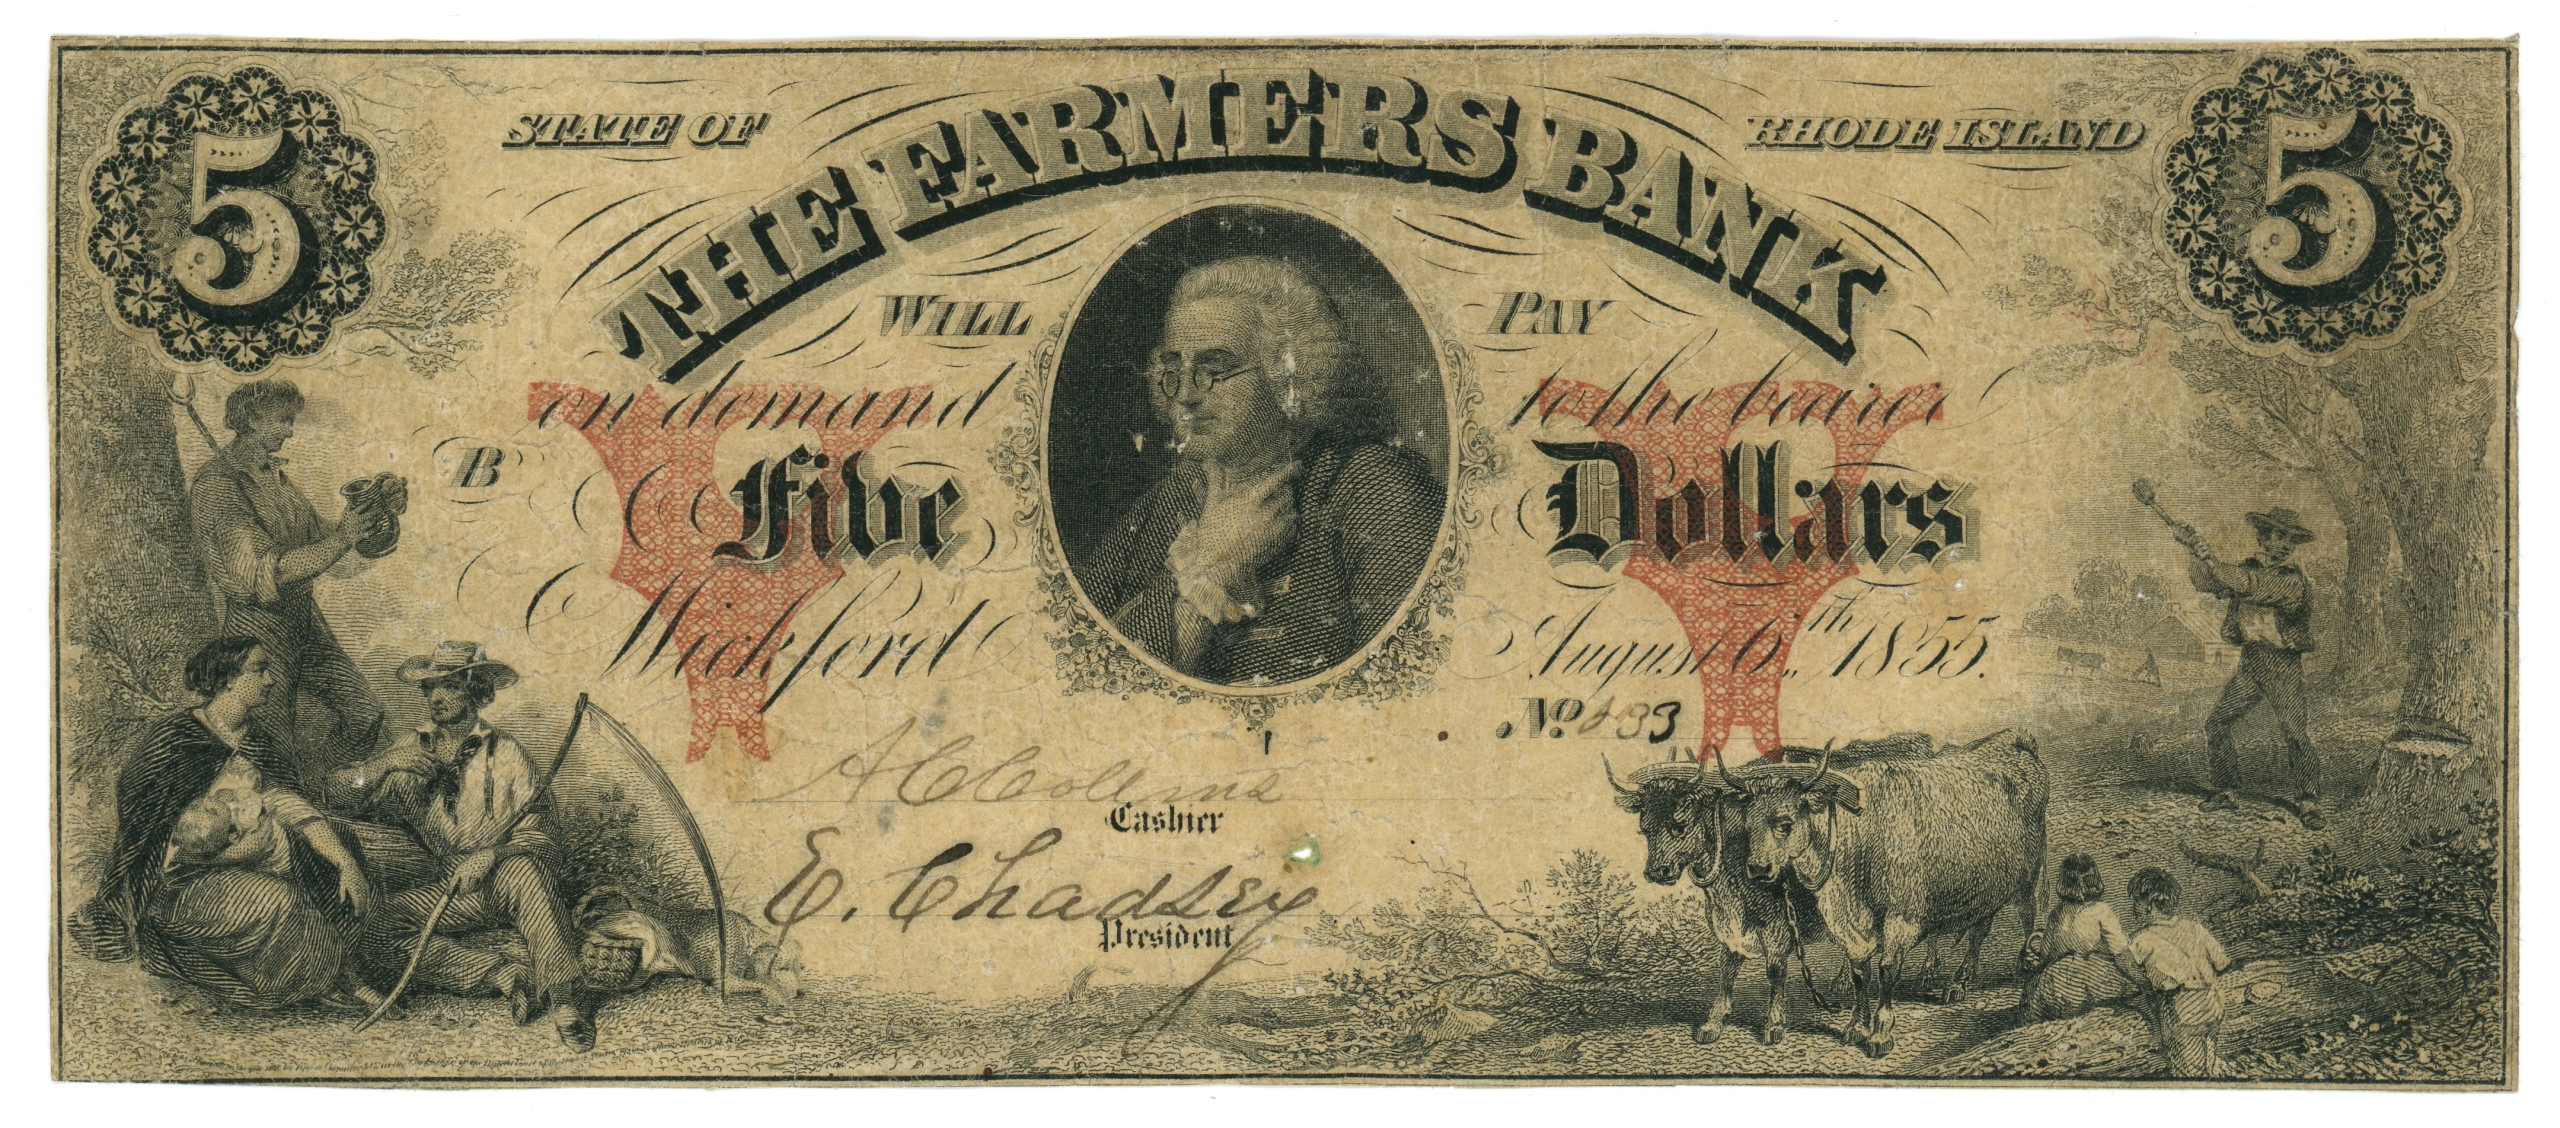 5 5
STATE OF RHODE ISLAND
THE FARMERS BANK
WILL PAY
on demand to the bearer
B Five Dollars
V V
Wickford August 6th, 1855.
No. 33
A C Collins
Cashier
E. Chadsey
President